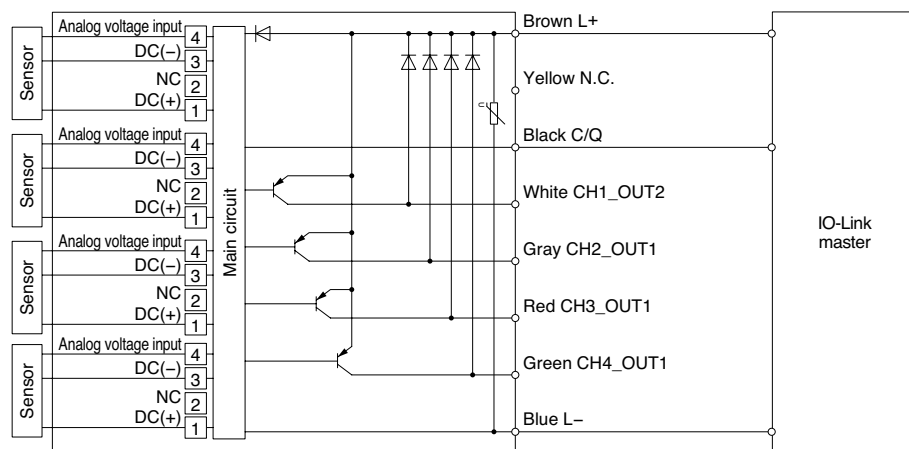 Sensor
Analog voltage input 4
DC(−) 3
NC 2
DC(+) 1
Sensor
Analog voltage input 4
DC(−) 3
NC 2
DC(+) 1
Sensor
Analog voltage input 4
DC(−) 3
NC 2
DC(+) 1
Sensor
Analog voltage input 4
DC(−) 3
NC 2
DC(+) 1
Main circuit
U
Brown L+
Yellow N.C.
Black C/Q
White CH1_OUT2
Gray CH2_OUT1
Red CH3_OUT1
Green CH4_OUT1
Blue L−
IO-Link
master